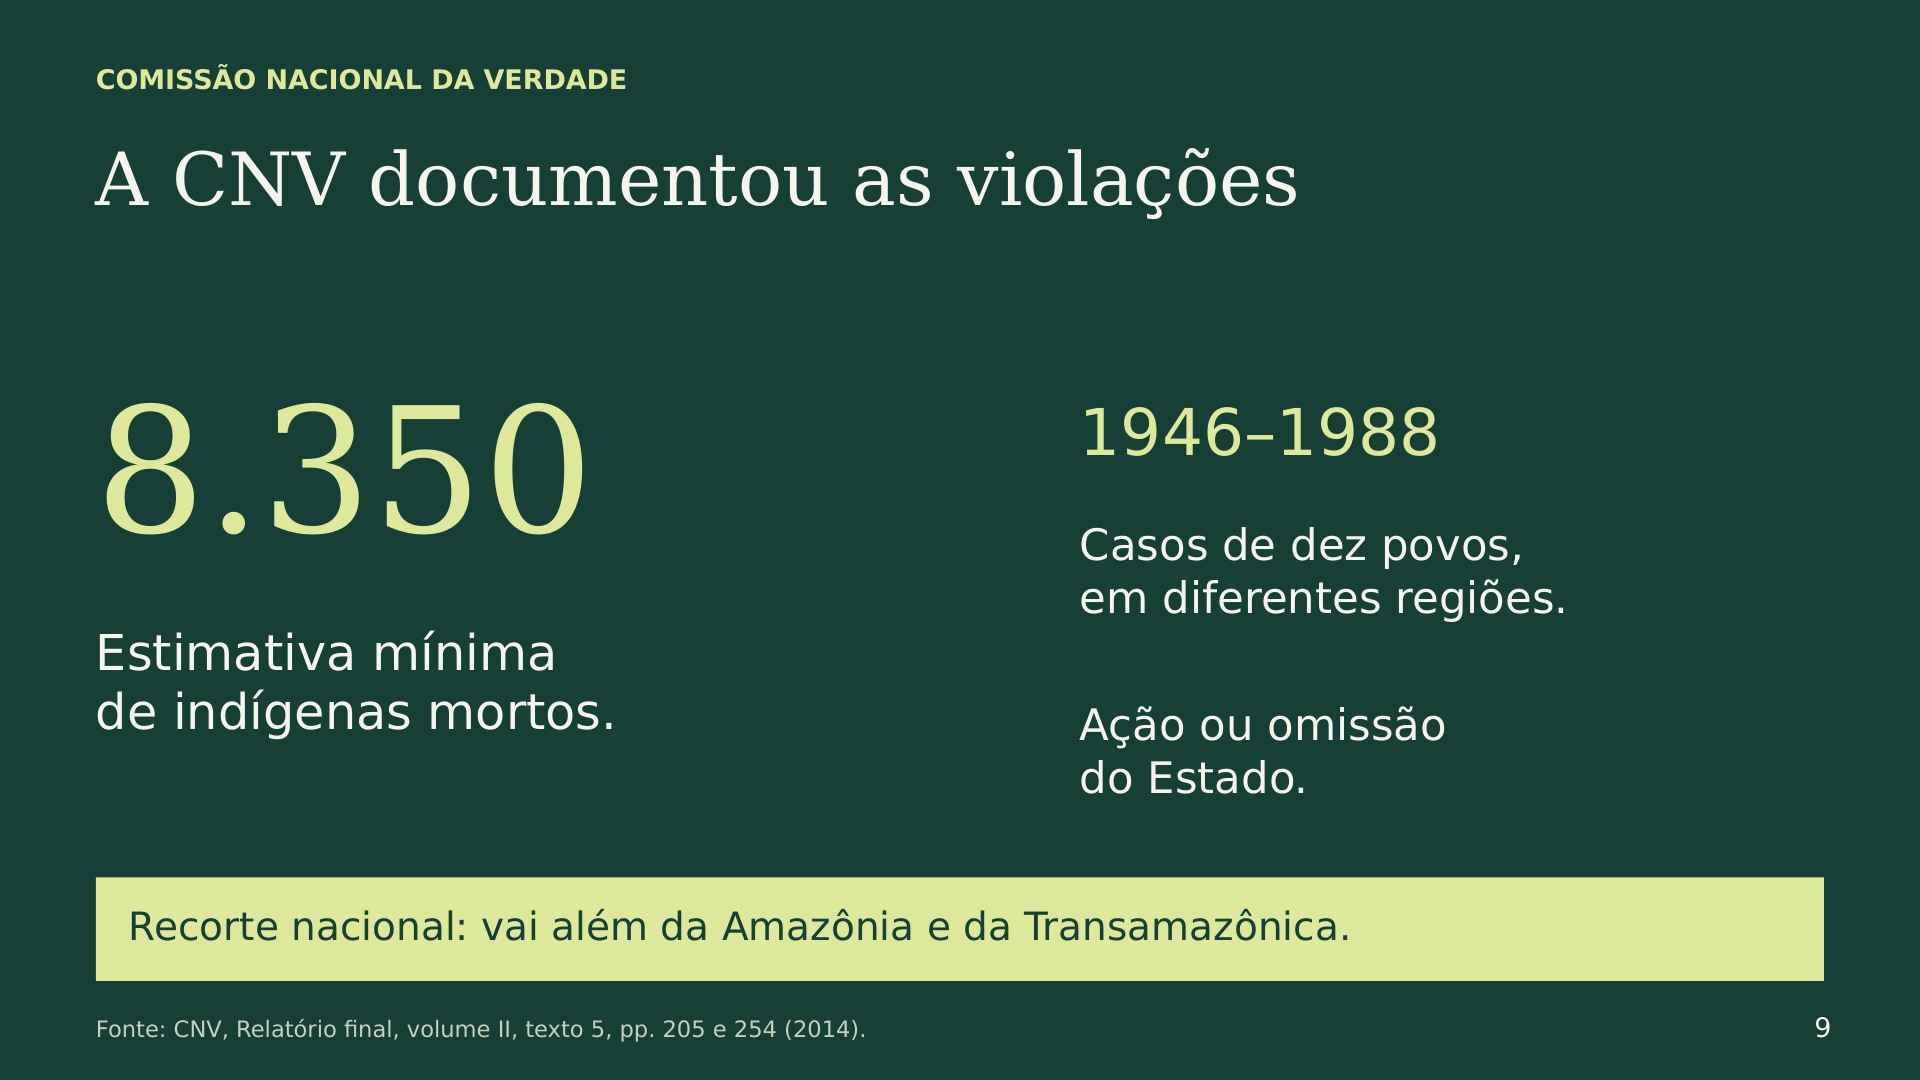 COMISSÃO NACIONAL DA VERDADE
A CNV documentou as violações
8.350
Estimativa mínima
de indígenas mortos.
1946–1988
Casos de dez povos,
em diferentes regiões.
Ação ou omissão
do Estado.
Recorte nacional: vai além da Amazônia e da Transamazônica.
Fonte: CNV, Relatório final, volume II, texto 5, pp. 205 e 254 (2014).
9